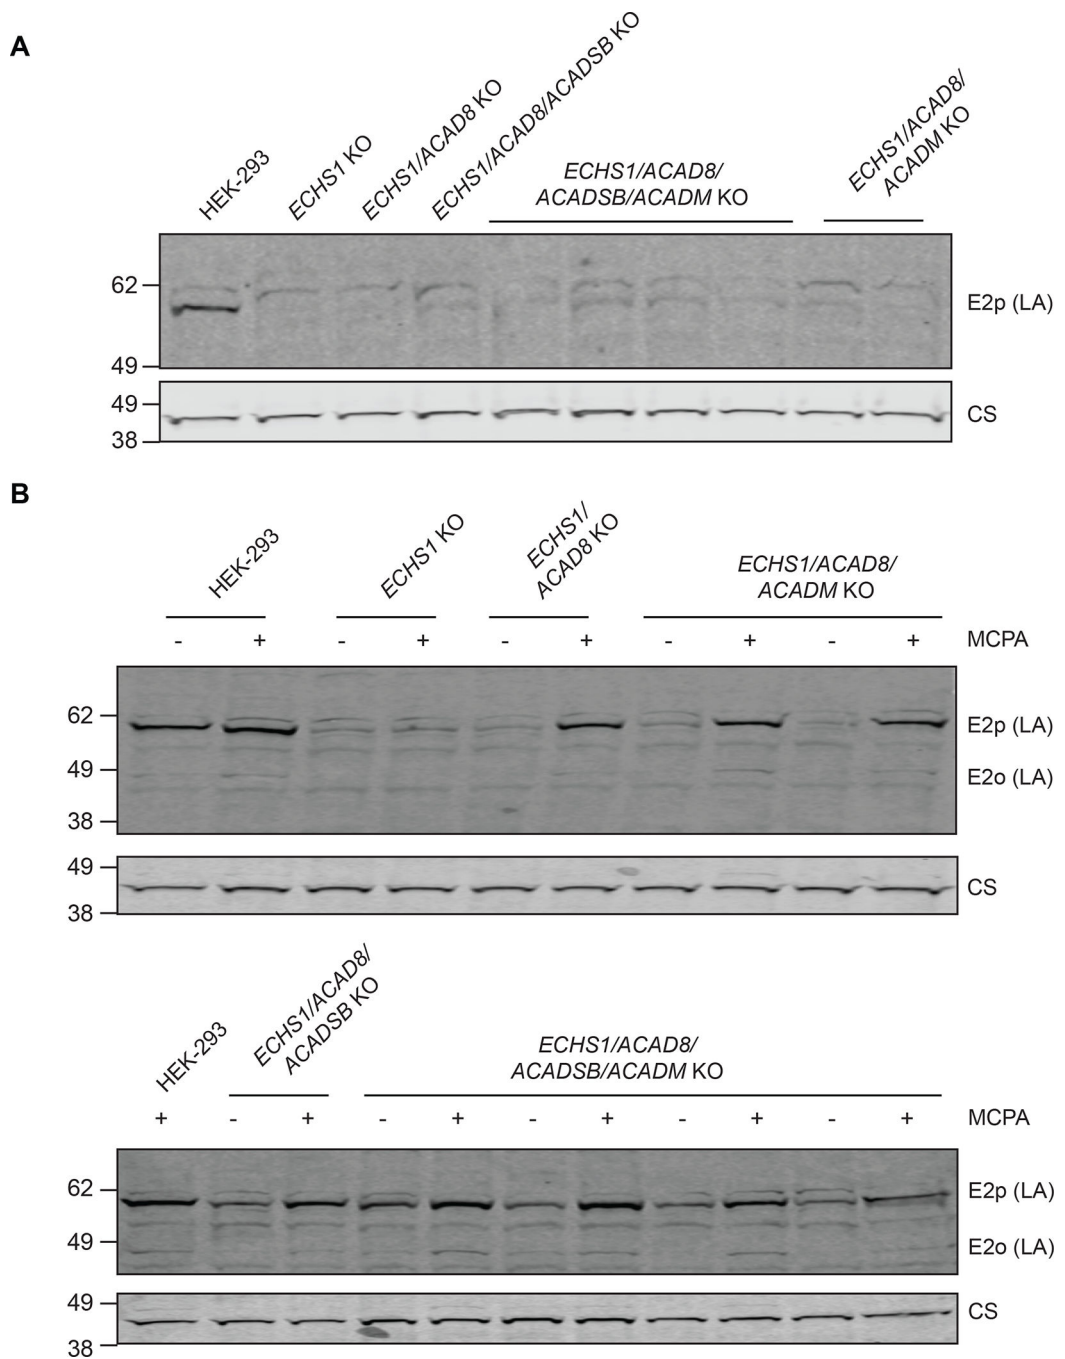 A
HEK-293
ECHS1 KO
ECHS1/ACAD8 KO
ECHS1/ACAD8/ACADSB KO
ECHS1/ACAD8/
ACADSB/ACADM KO
ECHS1/ACAD8/
ACADM KO
62
E2p (LA)
49
49
CS
38
B
HEK-293
ECHS1 KO
ECHS1/
ACAD8 KO
ECHS1/ACAD8/
ACADM KO
- + - + - + - + - + MCPA
62
E2p (LA)
49
E2o (LA)
38
49
CS
38
HEK-293
ECHS1/ACAD8/
ACADSB KO
ECHS1/ACAD8/
ACADSB/ACADM KO
+ - + - + - + - + - + MCPA
62
E2p (LA)
49
E2o (LA)
49
CS
38